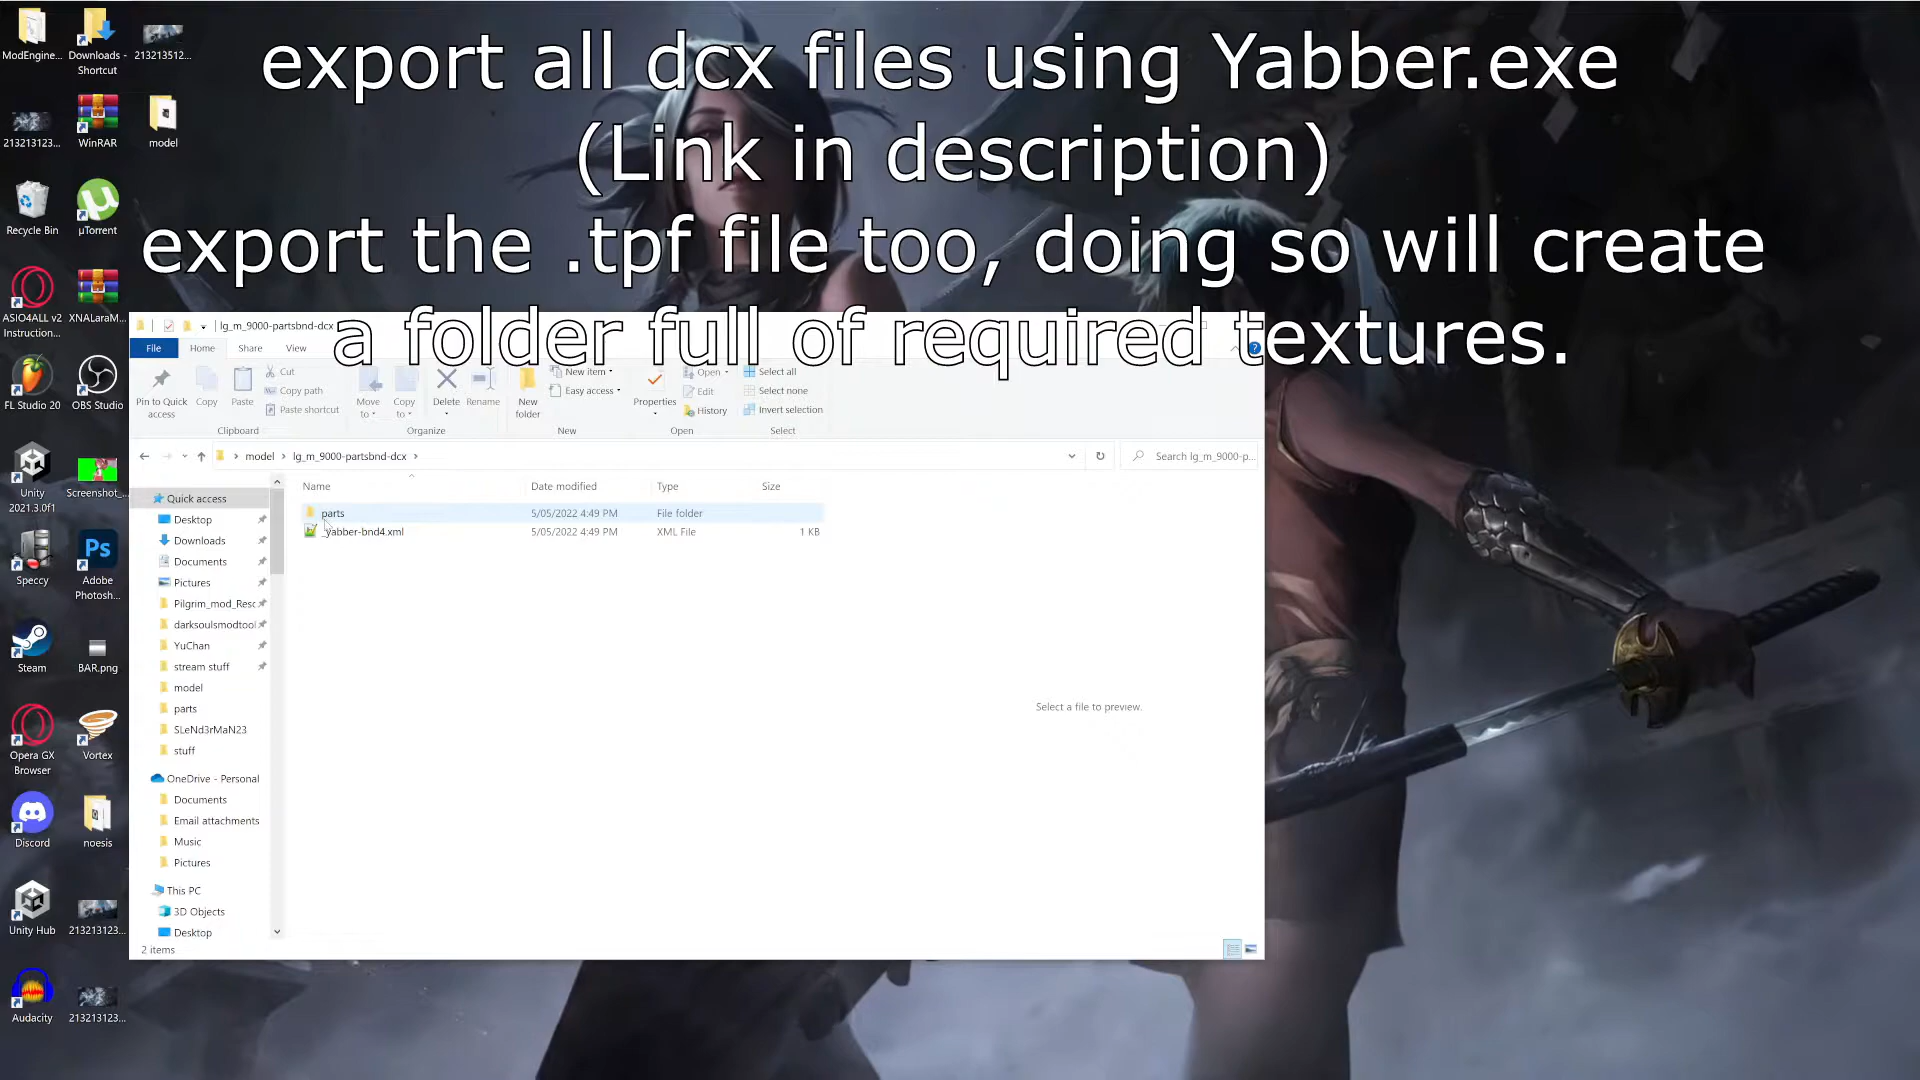 export all dcx files using Yabber.exe
(Link in description)
export the .tpf file too, doing so will create
a folder full of required textures.
ModEngine...
Downloads -
Shortcut
213213512...
213213123...
WinRAR
model
Recycle Bin
µTorrent
ASIO4ALL v2
Instruction...
XNALaraM...
FL Studio 20
OBS Studio
Unity
2021.3.0f1
Screenshot_...
Speccy
Adobe
Photosh...
Steam
BAR.png
Opera GX
Browser
Vortex
Discord
noesis
Unity Hub
213213123...
Audacity
213213123...
lg_m_9000-partsbnd-dcx
File
Home
Share
View
Pin to Quick
access
Copy
Paste
Cut
Copy path
Paste shortcut
Clipboard
Move
to
Copy
to
Delete
Rename
Organize
New
folder
New item
Easy access
New
Properties
Open
Edit
History
Open
Select all
Select none
Invert selection
Select
model
lg_m_9000-partsbnd-dcx
Search lg_m_9000-p...
Quick access
Desktop
Downloads
Documents
Pictures
Pilgrim_mod_Resc
darksoulsmodtool
YuChan
stream stuff
model
parts
SLeNd3rMaN23
stuff
OneDrive - Personal
Documents
Email attachments
Music
Pictures
This PC
3D Objects
Desktop
Name Date modified Type Size
parts 5/05/2022 4:49 PM File folder
_yabber-bnd4.xml 5/05/2022 4:49 PM XML File 1 KB
Select a file to preview.
2 items